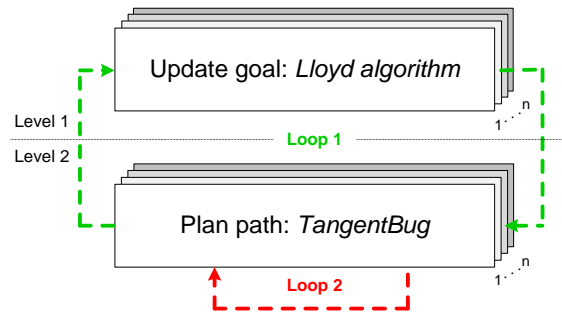 Update goal: Lloyd algorithm
1...n
Level 1
Loop 1
Level 2
Plan path: TangentBug
1...n
Loop 2